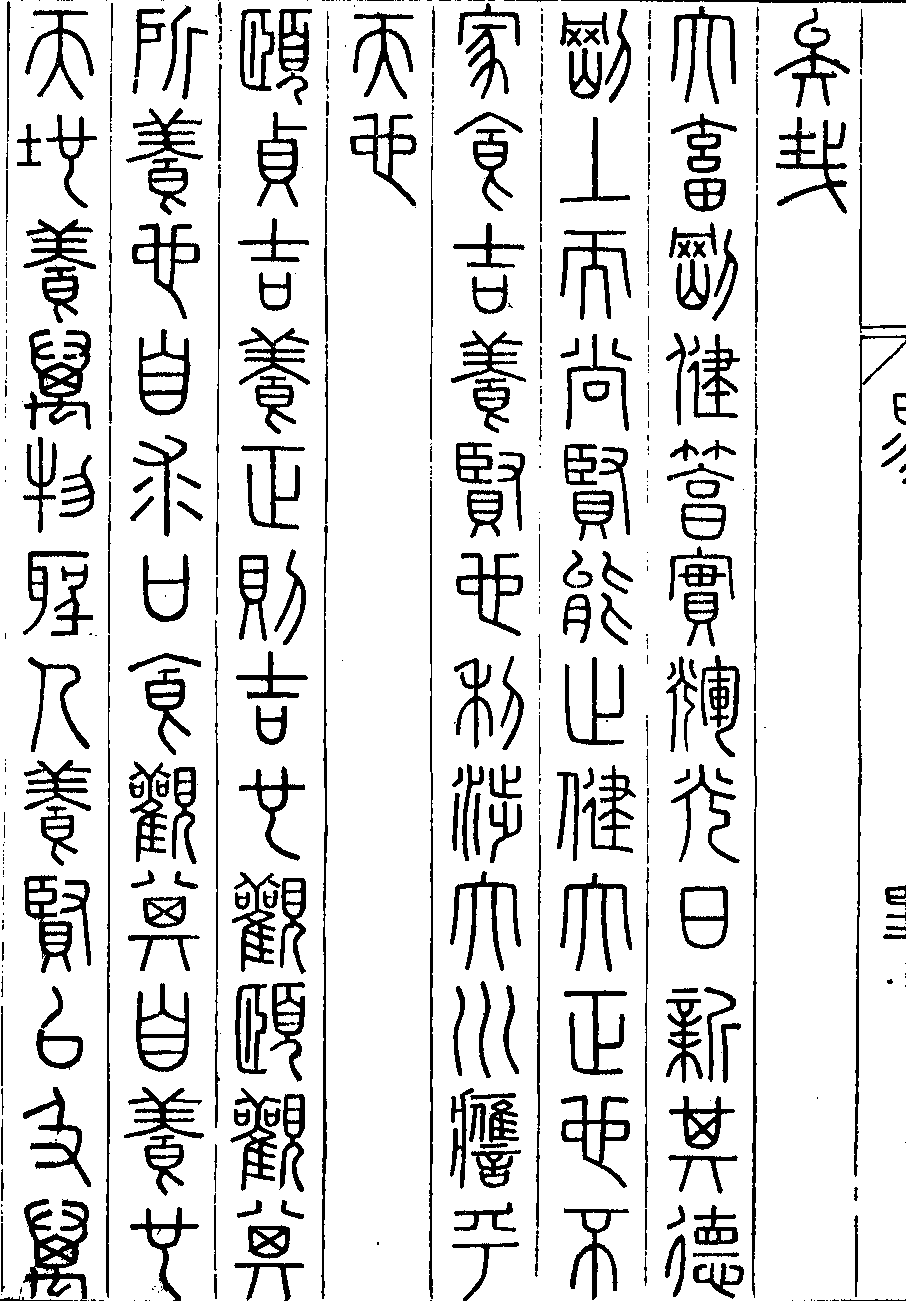 矣哉
大畜剛健篤實輝光日新其德
剛上而尚賢能止健大正也不
家食吉養賢也利涉大川應乎
天也
頤貞吉養正則吉也觀頤觀其
所養也自求口食觀其自養也
天地養萬物聖人養賢以及萬